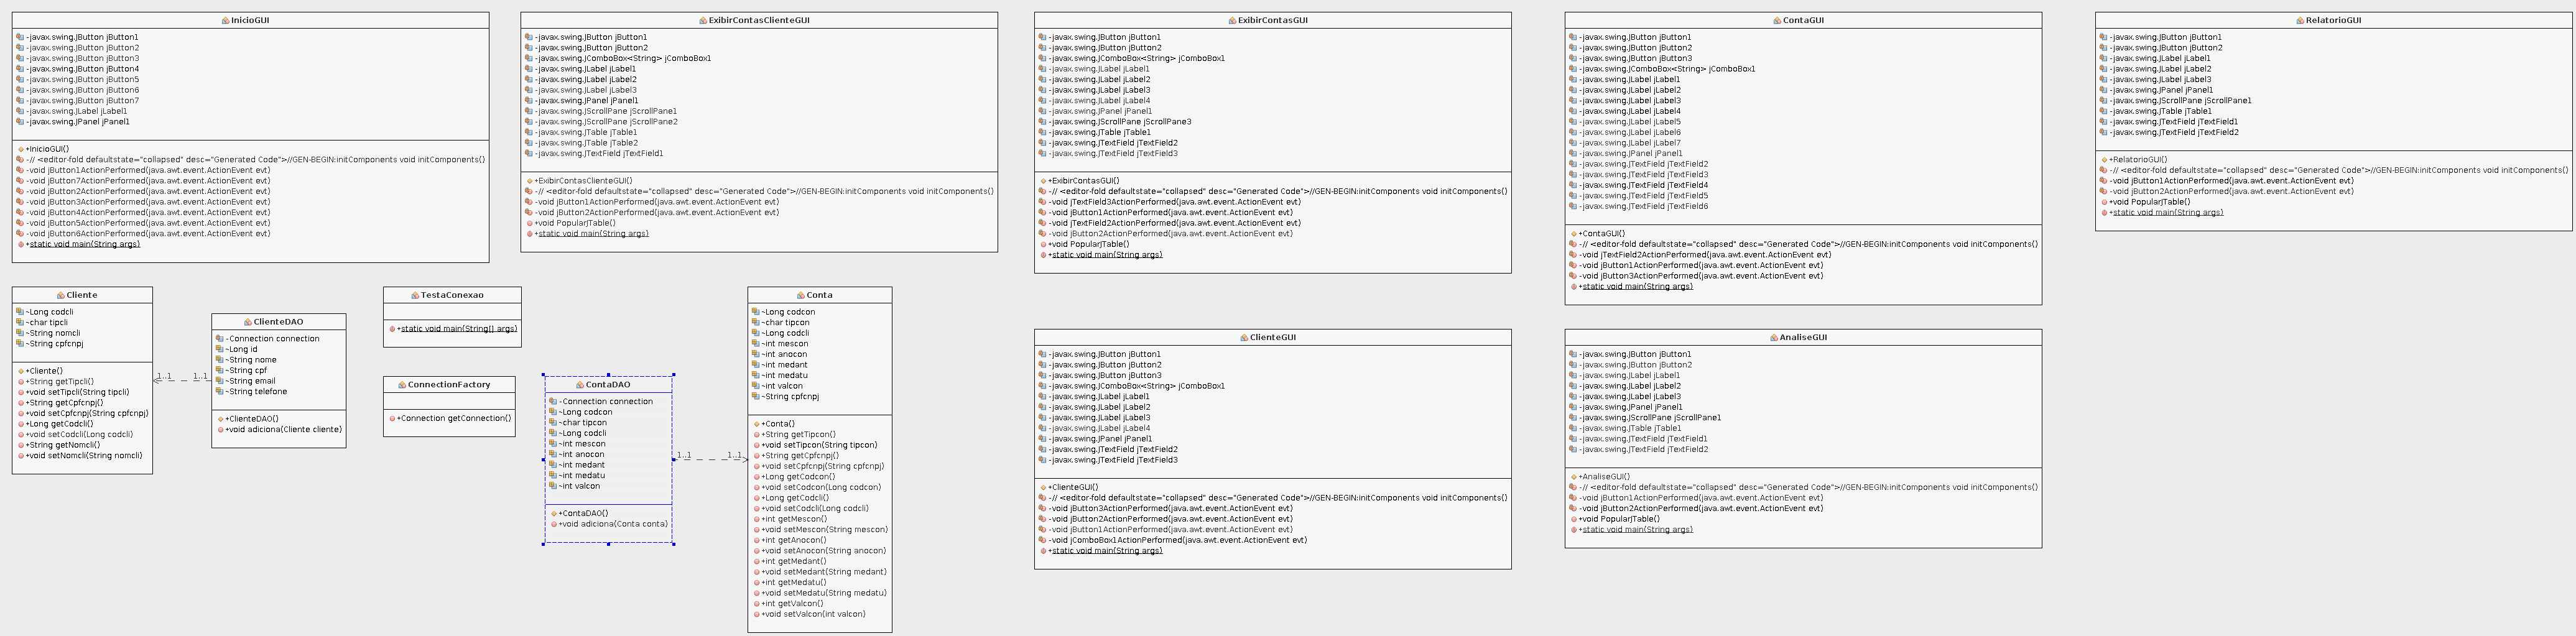 InicioGUI
-javax.swing.JButton jButton1
-javax.swing.JButton jButton2
-javax.swing.JButton jButton3
-javax.swing.JButton jButton4
-javax.swing.JButton jButton5
-javax.swing.JButton jButton6
-javax.swing.JButton jButton7
-javax.swing.JLabel jLabel1
-javax.swing.JPanel jPanel1
+InicioGUI()
-// <editor-fold defaultstate="collapsed" desc="Generated Code">//GEN-BEGIN:initComponents void initComponents()
-void jButton1ActionPerformed(java.awt.event.ActionEvent evt)
-void jButton7ActionPerformed(java.awt.event.ActionEvent evt)
-void jButton2ActionPerformed(java.awt.event.ActionEvent evt)
-void jButton3ActionPerformed(java.awt.event.ActionEvent evt)
-void jButton4ActionPerformed(java.awt.event.ActionEvent evt)
-void jButton5ActionPerformed(java.awt.event.ActionEvent evt)
-void jButton6ActionPerformed(java.awt.event.ActionEvent evt)
+static void main(String args)
ExibirContasClienteGUI
-javax.swing.JButton jButton1
-javax.swing.JButton jButton2
-javax.swing.JComboBox<String> jComboBox1
-javax.swing.JLabel jLabel1
-javax.swing.JLabel jLabel2
-javax.swing.JLabel jLabel3
-javax.swing.JPanel jPanel1
-javax.swing.JScrollPane jScrollPane1
-javax.swing.JScrollPane jScrollPane2
-javax.swing.JTable jTable1
-javax.swing.JTable jTable2
-javax.swing.JTextField jTextField1
+ExibirContasClienteGUI()
-// <editor-fold defaultstate="collapsed" desc="Generated Code">//GEN-BEGIN:initComponents void initComponents()
-void jButton1ActionPerformed(java.awt.event.ActionEvent evt)
-void jButton2ActionPerformed(java.awt.event.ActionEvent evt)
+void PopularJTable()
+static void main(String args)
ExibirContasGUI
-javax.swing.JButton jButton1
-javax.swing.JButton jButton2
-javax.swing.JComboBox<String> jComboBox1
-javax.swing.JLabel jLabel1
-javax.swing.JLabel jLabel2
-javax.swing.JLabel jLabel3
-javax.swing.JLabel jLabel4
-javax.swing.JPanel jPanel1
-javax.swing.JScrollPane jScrollPane3
-javax.swing.JTable jTable1
-javax.swing.JTextField jTextField2
-javax.swing.JTextField jTextField3
+ExibirContasGUI()
-// <editor-fold defaultstate="collapsed" desc="Generated Code">//GEN-BEGIN:initComponents void initComponents()
-void jTextField3ActionPerformed(java.awt.event.ActionEvent evt)
-void jButton1ActionPerformed(java.awt.event.ActionEvent evt)
-void jTextField2ActionPerformed(java.awt.event.ActionEvent evt)
-void jButton2ActionPerformed(java.awt.event.ActionEvent evt)
+void PopularJTable()
+static void main(String args)
ContaGUI
-javax.swing.JButton jButton1
-javax.swing.JButton jButton2
-javax.swing.JButton jButton3
-javax.swing.JComboBox<String> jComboBox1
-javax.swing.JLabel jLabel1
-javax.swing.JLabel jLabel2
-javax.swing.JLabel jLabel3
-javax.swing.JLabel jLabel4
-javax.swing.JLabel jLabel5
-javax.swing.JLabel jLabel6
-javax.swing.JLabel jLabel7
-javax.swing.JPanel jPanel1
-javax.swing.JTextField jTextField2
-javax.swing.JTextField jTextField3
-javax.swing.JTextField jTextField4
-javax.swing.JTextField jTextField5
-javax.swing.JTextField jTextField6
+ContaGUI()
-// <editor-fold defaultstate="collapsed" desc="Generated Code">//GEN-BEGIN:initComponents void initComponents()
-void jTextField2ActionPerformed(java.awt.event.ActionEvent evt)
-void jButton1ActionPerformed(java.awt.event.ActionEvent evt)
-void jButton3ActionPerformed(java.awt.event.ActionEvent evt)
+static void main(String args)
RelatorioGUI
-javax.swing.JButton jButton1
-javax.swing.JButton jButton2
-javax.swing.JLabel jLabel1
-javax.swing.JLabel jLabel2
-javax.swing.JLabel jLabel3
-javax.swing.JPanel jPanel1
-javax.swing.JScrollPane jScrollPane1
-javax.swing.JTable jTable1
-javax.swing.JTextField jTextField1
-javax.swing.JTextField jTextField2
+RelatorioGUI()
-// <editor-fold defaultstate="collapsed" desc="Generated Code">//GEN-BEGIN:initComponents void initComponents()
-void jButton1ActionPerformed(java.awt.event.ActionEvent evt)
-void jButton2ActionPerformed(java.awt.event.ActionEvent evt)
+void PopularJTable()
+static void main(String args)
Cliente
~Long codcli
~char tipcli
~String nomcli
~String cpfcnpj
+Cliente()
+String getTipcli()
+void setTipcli(String tipcli)
+String getCpfcnpj()
+void setCpfcnpj(String cpfcnpj)
+Long getCodcli()
+void setCodcli(Long codcli)
+String getNomcli()
+void setNomcli(String nomcli)
1..1 1..1
ClienteDAO
-Connection connection
~Long id
~String nome
~String cpf
~String email
~String telefone
+ClienteDAO()
+void adiciona(Cliente cliente)
TestaConexao
+static void main(String[] args)
ConnectionFactory
+Connection getConnection()
ContaDAO
-Connection connection
~Long codcon
~char tipcon
~Long codcli
~int mescon
~int anocon
~int medant
~int medatu
~int valcon
+ContaDAO()
+void adiciona(Conta conta)
1..1 1..1
Conta
~Long codcon
~char tipcon
~Long codcli
~int mescon
~int anocon
~int medant
~int medatu
~int valcon
~String cpfcnpj
+Conta()
+String getTipcon()
+void setTipcon(String tipcon)
+String getCpfcnpj()
+void setCpfcnpj(String cpfcnpj)
+Long getCodcon()
+void setCodcon(Long codcon)
+Long getCodcli()
+void setCodcli(Long codcli)
+int getMescon()
+void setMescon(String mescon)
+int getAnocon()
+void setAnocon(String anocon)
+int getMedant()
+void setMedant(String medant)
+int getMedatu()
+void setMedatu(String medatu)
+int getValcon()
+void setValcon(int valcon)
ClienteGUI
-javax.swing.JButton jButton1
-javax.swing.JButton jButton2
-javax.swing.JButton jButton3
-javax.swing.JComboBox<String> jComboBox1
-javax.swing.JLabel jLabel1
-javax.swing.JLabel jLabel2
-javax.swing.JLabel jLabel3
-javax.swing.JLabel jLabel4
-javax.swing.JPanel jPanel1
-javax.swing.JTextField jTextField2
-javax.swing.JTextField jTextField3
+ClienteGUI()
-// <editor-fold defaultstate="collapsed" desc="Generated Code">//GEN-BEGIN:initComponents void initComponents()
-void jButton3ActionPerformed(java.awt.event.ActionEvent evt)
-void jButton2ActionPerformed(java.awt.event.ActionEvent evt)
-void jButton1ActionPerformed(java.awt.event.ActionEvent evt)
-void jComboBox1ActionPerformed(java.awt.event.ActionEvent evt)
+static void main(String args)
AnaliseGUI
-javax.swing.JButton jButton1
-javax.swing.JButton jButton2
-javax.swing.JLabel jLabel1
-javax.swing.JLabel jLabel2
-javax.swing.JLabel jLabel3
-javax.swing.JPanel jPanel1
-javax.swing.JScrollPane jScrollPane1
-javax.swing.JTable jTable1
-javax.swing.JTextField jTextField1
-javax.swing.JTextField jTextField2
+AnaliseGUI()
-// <editor-fold defaultstate="collapsed" desc="Generated Code">//GEN-BEGIN:initComponents void initComponents()
-void jButton1ActionPerformed(java.awt.event.ActionEvent evt)
-void jButton2ActionPerformed(java.awt.event.ActionEvent evt)
+void PopularJTable()
+static void main(String args)